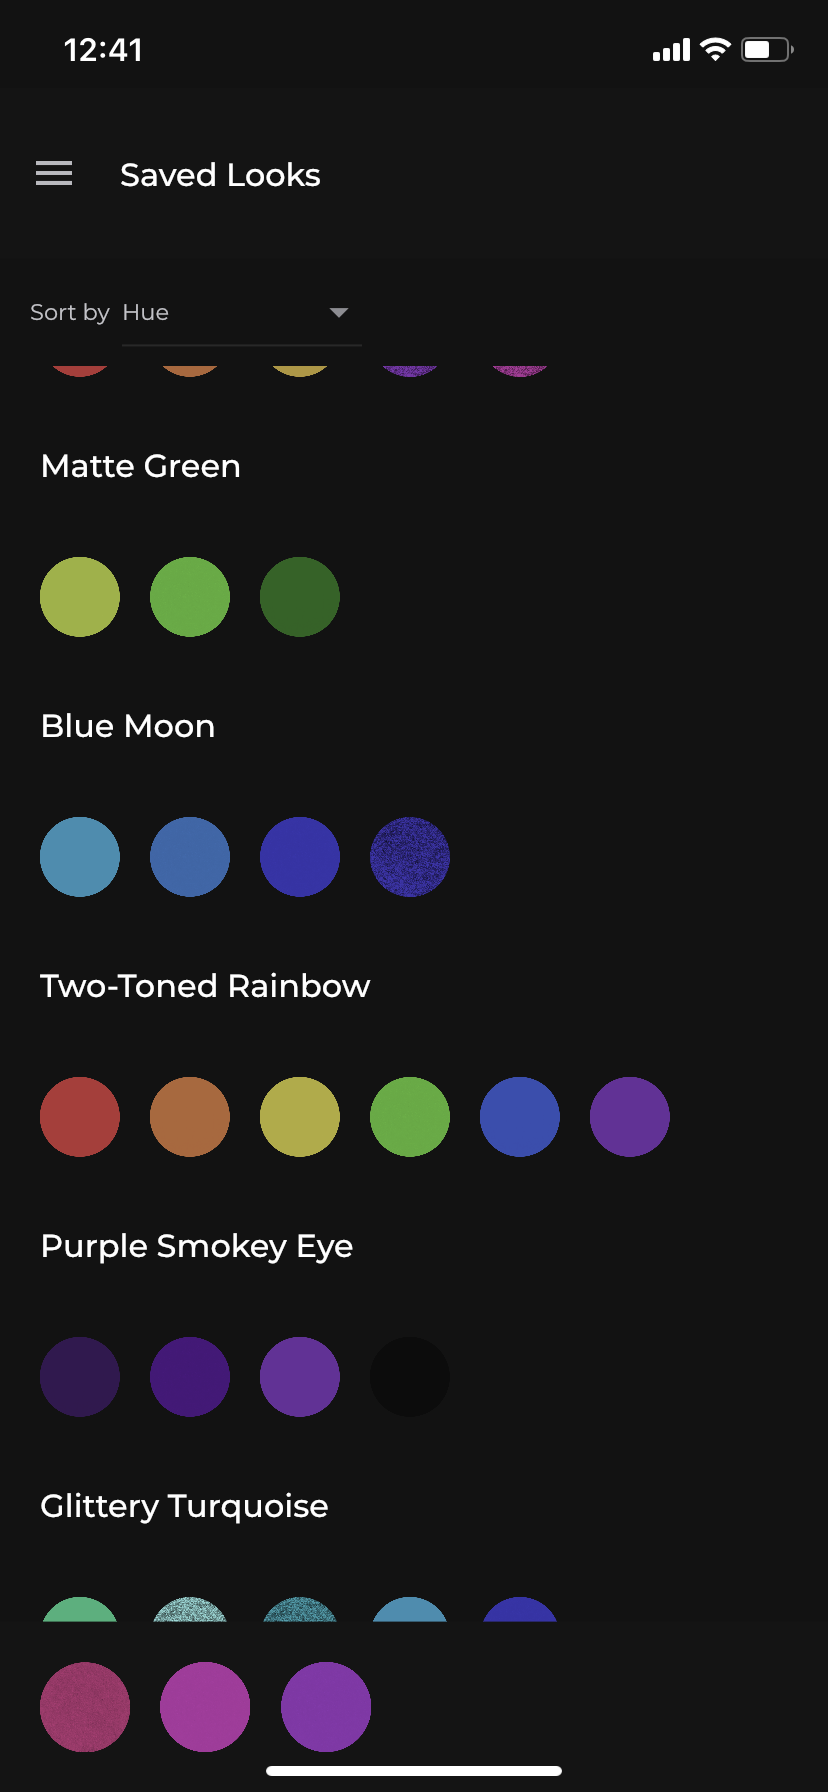 12:41
Saved Looks
Sort by Hue
Matte Green
Blue Moon
Two-Toned Rainbow
Purple Smokey Eye
Glittery Turquoise